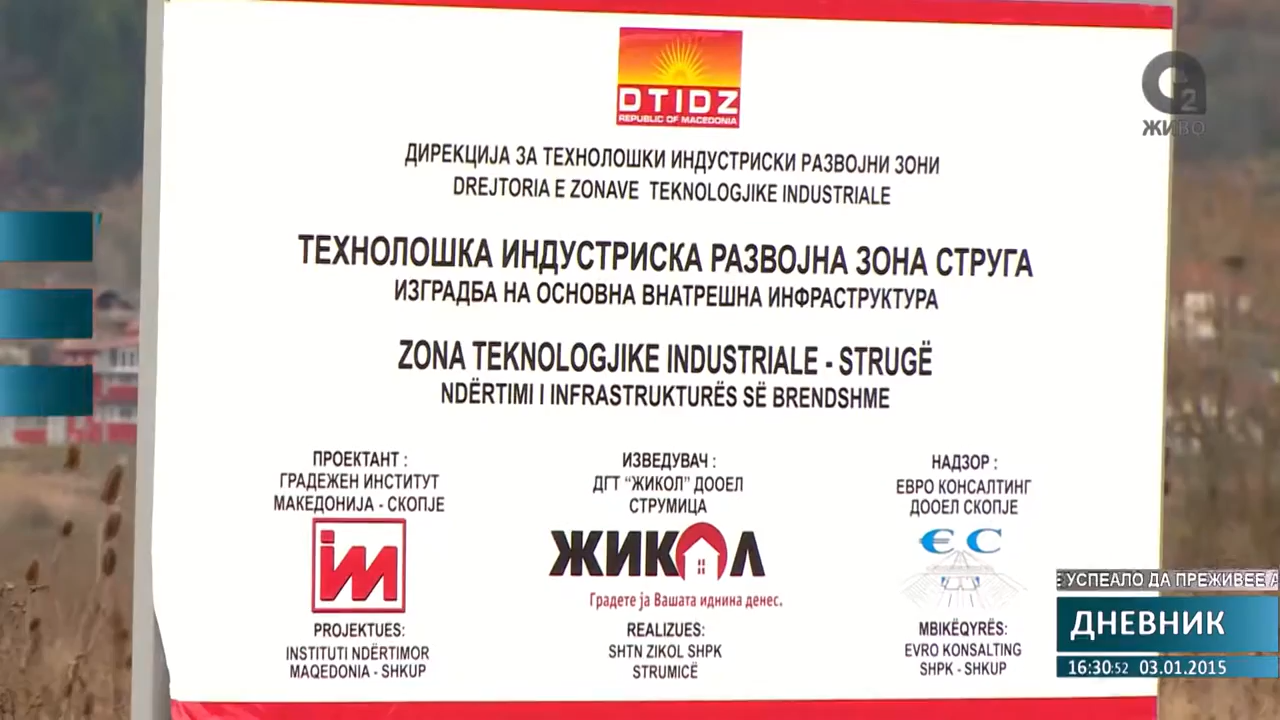 DTIDZ
REPUBLIC OF MACEDONIA
ДИРЕКЦИЈА ЗА ТЕХНОЛОШКИ ИНДУСТРИСКИ РАЗВОЈНИ ЗОНИ
DREJTORIA E ZONAVE TEKNOLOGJIKE INDUSTRIALE
ТЕХНОЛОШКА ИНДУСТРИСКА РАЗВОЈНА ЗОНА СТРУГА
ИЗГРАДБА НА ОСНОВНА ВНАТРЕШНА ИНФРАСТРУКТУРА
ZONA TEKNOLOGJIKE INDUSTRIALE - STRUGË
NDËRTIMI I INFRASTRUKTURËS SË BRENDSHME
ПРОЕКТАНТ :
ГРАДЕЖЕН ИНСТИТУТ
МАКЕДОНИЈА - СКОПЈЕ
im
PROJEKTUES:
INSTITUTI NDËRTIMOR
MAQEDONIA - SHKUP
ИЗВЕДУВАЧ :
ДГТ “ЖИКОЛ” ДООЕЛ
СТРУМИЦА
ЖИКОЛ
Градете ја Вашата иднина денес.
REALIZUES:
SHTN ZIKOL SHPK
STRUMICË
НАДЗОР :
ЕВРО КОНСАЛТИНГ
ДООЕЛ СКОПЈЕ
€C
MBIKËQYRËS:
EVRO KONSALTING
SHPK - SHKUP
2
ЖИВО
Е УСПЕАЛО ДА ПРЕЖИВЕЕ А
ДНЕВНИК
16:30:52 03.01.2015